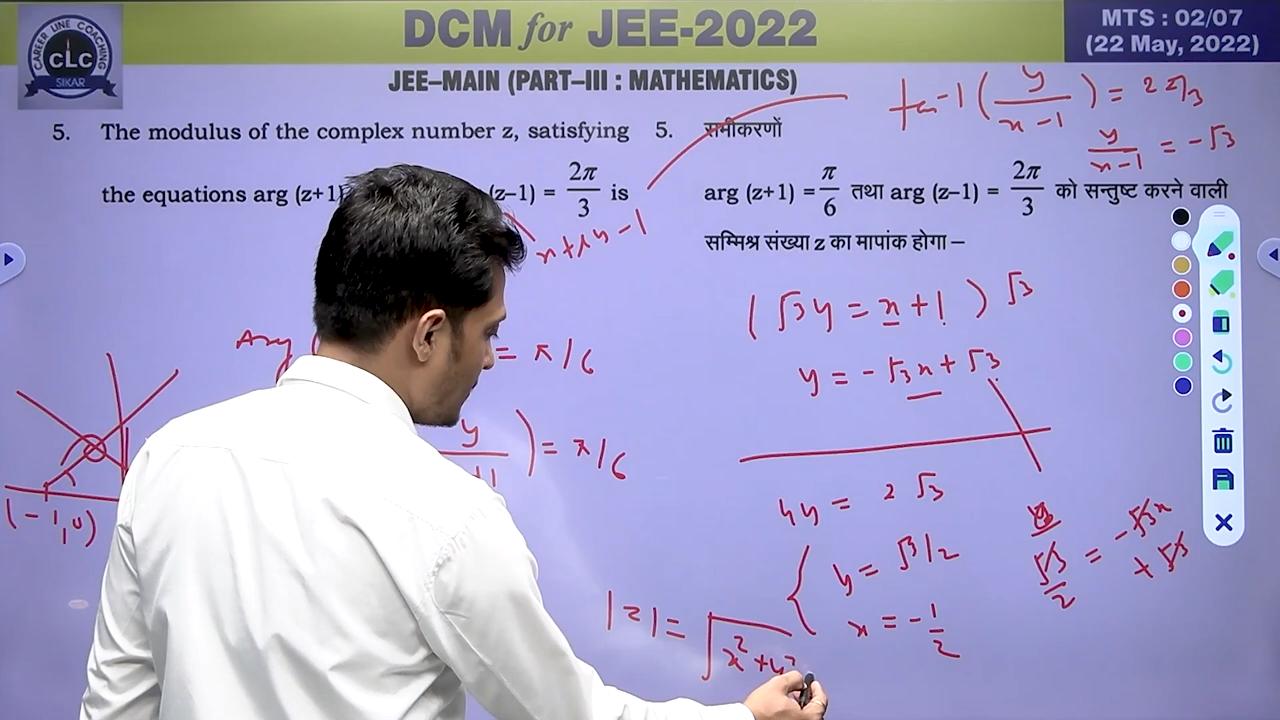 CAREER LINE COACHING
CLC
SIKAR
DCM for JEE-2022
MTS : 02/07
(22 May, 2022)
JEE–MAIN (PART–III : MATHEMATICS)
5. The modulus of the complex number z, satisfying
the equations arg (z+1) (z–1) = 2π/3 is
5. समीकरणों
arg (z+1) = π/6 तथा arg (z–1) = 2π/3 को सन्तुष्ट करने वाली
सम्मिश्र संख्या z का मापांक होगा –
tan-1 (y/x-1) = 2π/3
y/x-1 = -√3
x+iy-1
(√3y = x+1) √3
y = -√3x + √3
Arg ( = π/6
y/+1 ) = π/6
(-1,0)
4y = 2√3
y = √3/2
x = -1/2
√3/2 = -√3x + √3
|z| = √x²+y²